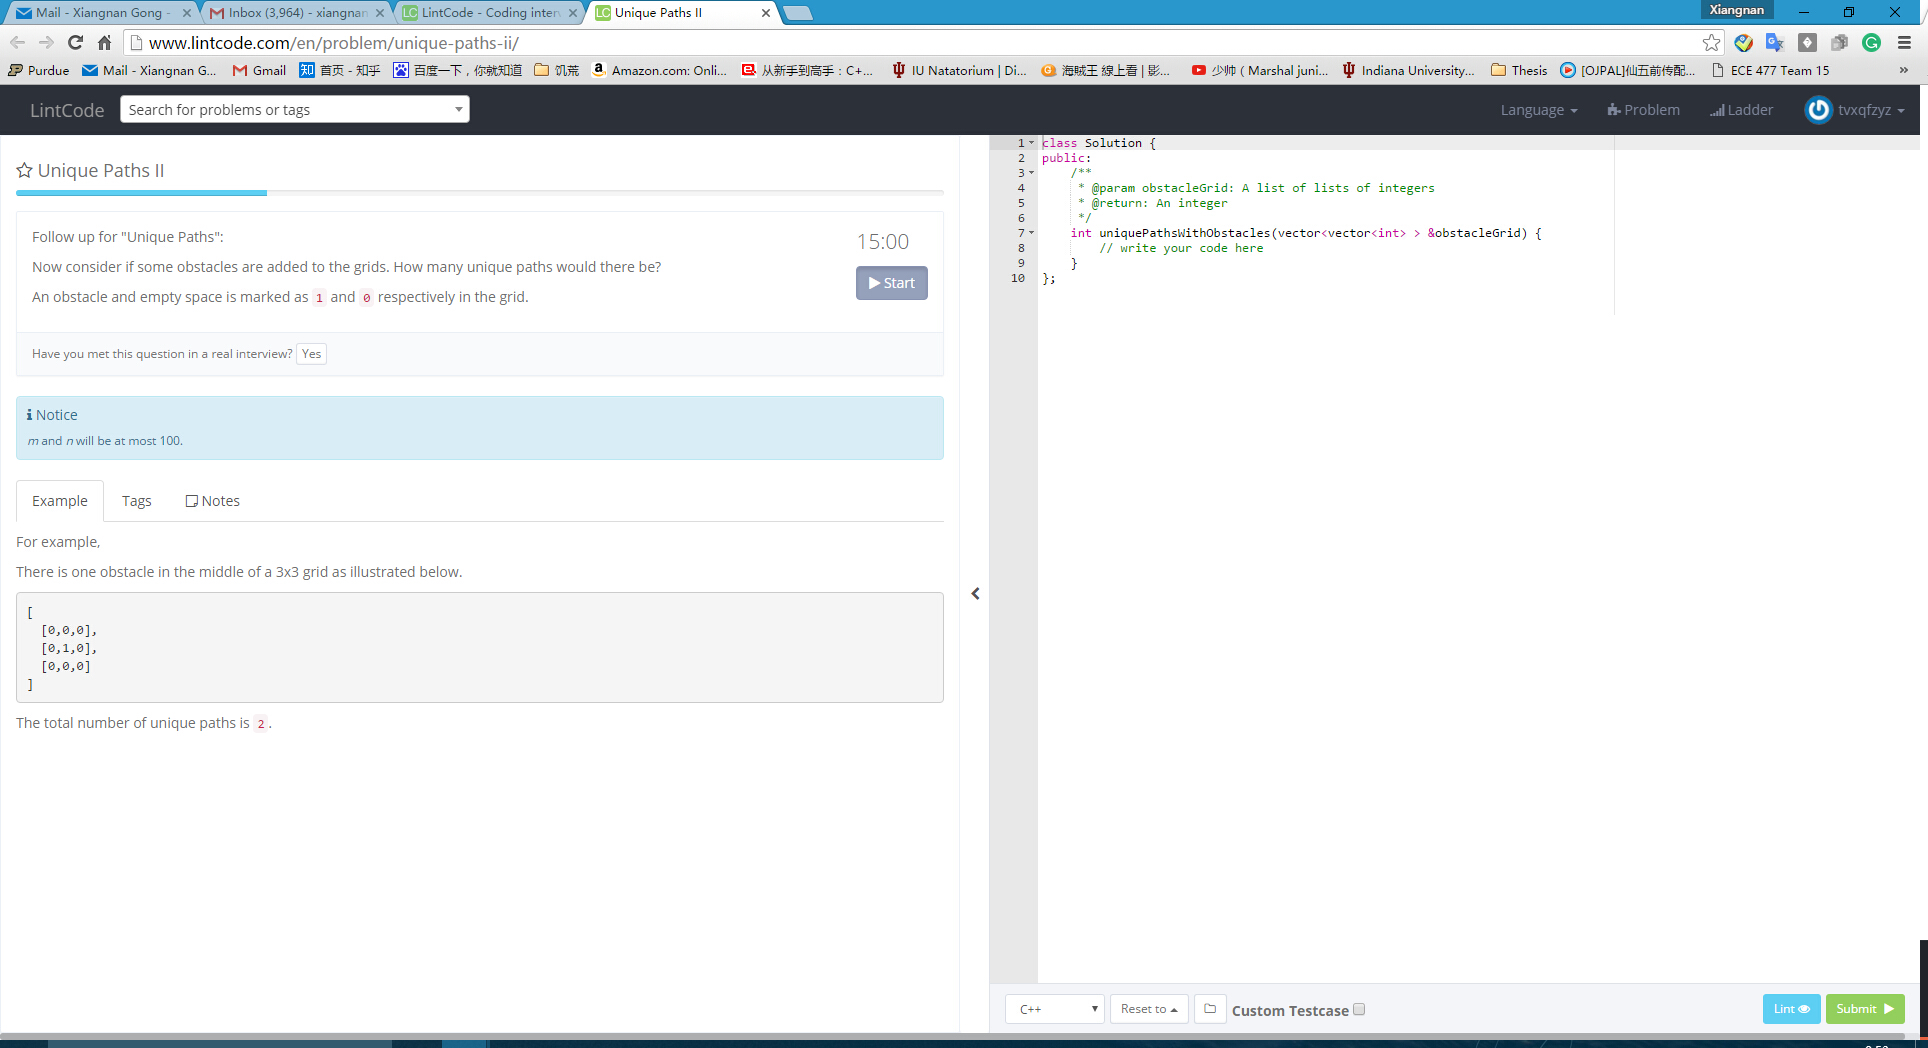 Mail - Xiangnan Gong -
Inbox (3,964) - xiangnan
LintCode - Coding inter
Unique Paths II
Xiangnan
www.lintcode.com/en/problem/unique-paths-ii/
Purdue
Mail - Xiangnan G...
Gmail
首页 - 知乎
百度一下，你就知道
饥荒
Amazon.com: Onli...
从新手到高手：C+...
IU Natatorium | Di...
海贼王 線上看 | 影...
少帅 ( Marshal juni...
Indiana University...
Thesis
[OJPAL]仙五前传配...
ECE 477 Team 15
»
LintCode
Search for problems or tags
Language
Problem
Ladder
tvxqfzyz
Unique Paths II
Follow up for "Unique Paths":
15:00
Now consider if some obstacles are added to the grids. How many unique paths would there be?
Start
An obstacle and empty space is marked as 1 and 0 respectively in the grid.
Have you met this question in a real interview? Yes
Notice
m and n will be at most 100.
Example
Tags
Notes
For example,
There is one obstacle in the middle of a 3x3 grid as illustrated below.
[
[0,0,0],
[0,1,0],
[0,0,0]
]
The total number of unique paths is 2.
1 class Solution {
2 public:
3 /**
4 * @param obstacleGrid: A list of lists of integers
5 * @return: An integer
6 */
7 int uniquePathsWithObstacles(vector<vector<int> > &obstacleGrid) {
8 // write your code here
9 }
10 };
C++
Reset to
Custom Testcase
Lint
Submit